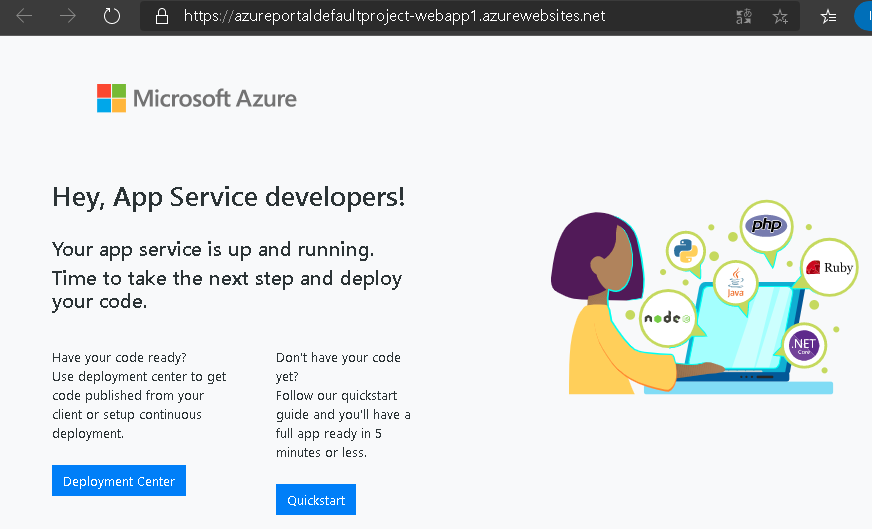 https://azureportaldefaultproject-webapp1.azurewebsites.net
Microsoft Azure
Hey, App Service developers!
Your app service is up and running.
Time to take the next step and deploy
your code.
Have your code ready?
Use deployment center to get
code published from your
client or setup continuous
deployment.
Deployment Center
Don't have your code
yet?
Follow our quickstart
guide and you'll have a
full app ready in 5
minutes or less.
Quickstart
php
Ruby
Java
node
.NET
Core